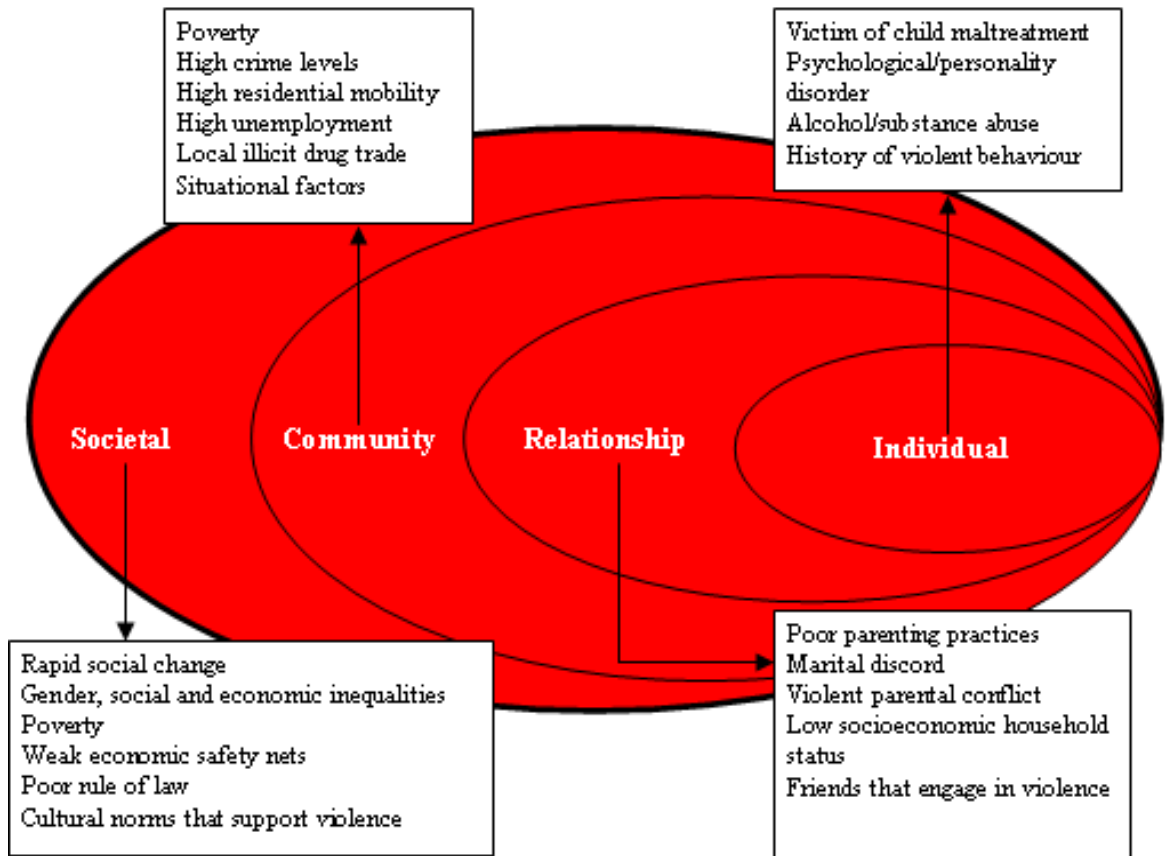 Poverty
High crime levels
High residential mobility
High unemployment
Local illicit drug trade
Situational factors
Victim of child maltreatment
Psychological/personality
disorder
Alcohol/substance abuse
History of violent behaviour
Societal
Community
Relationship
Individual
Rapid social change
Gender, social and economic inequalities
Poverty
Weak economic safety nets
Poor rule of law
Cultural norms that support violence
Poor parenting practices
Marital discord
Violent parental conflict
Low socioeconomic household
status
Friends that engage in violence